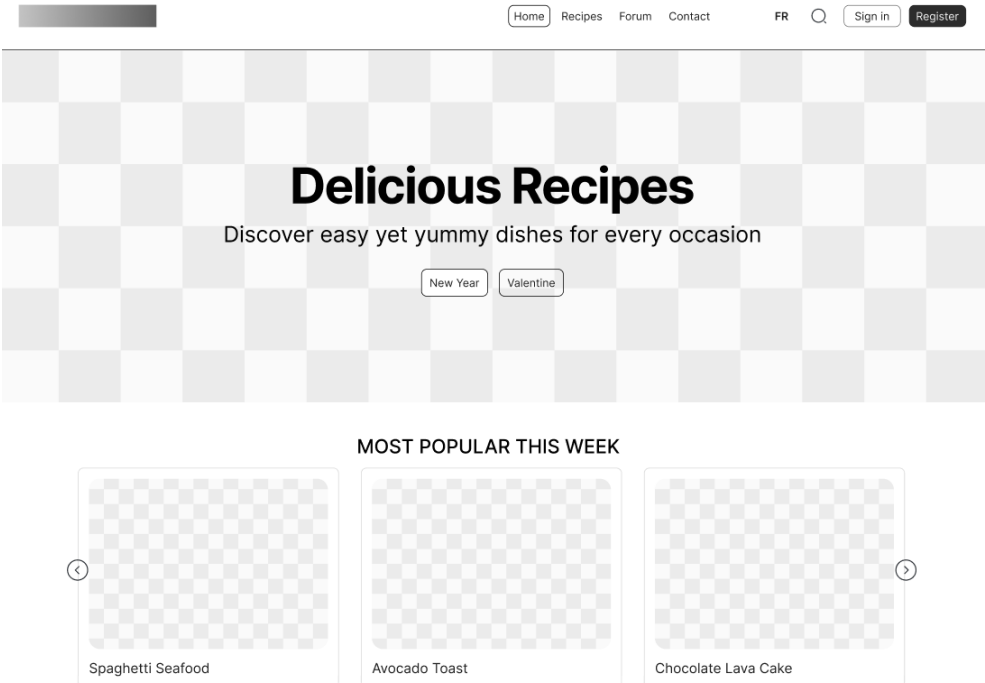 Home Recipes Forum Contact FR Sign in Register
Delicious Recipes
Discover easy yet yummy dishes for every occasion
New Year Valentine
MOST POPULAR THIS WEEK
Spaghetti Seafood Avocado Toast Chocolate Lava Cake